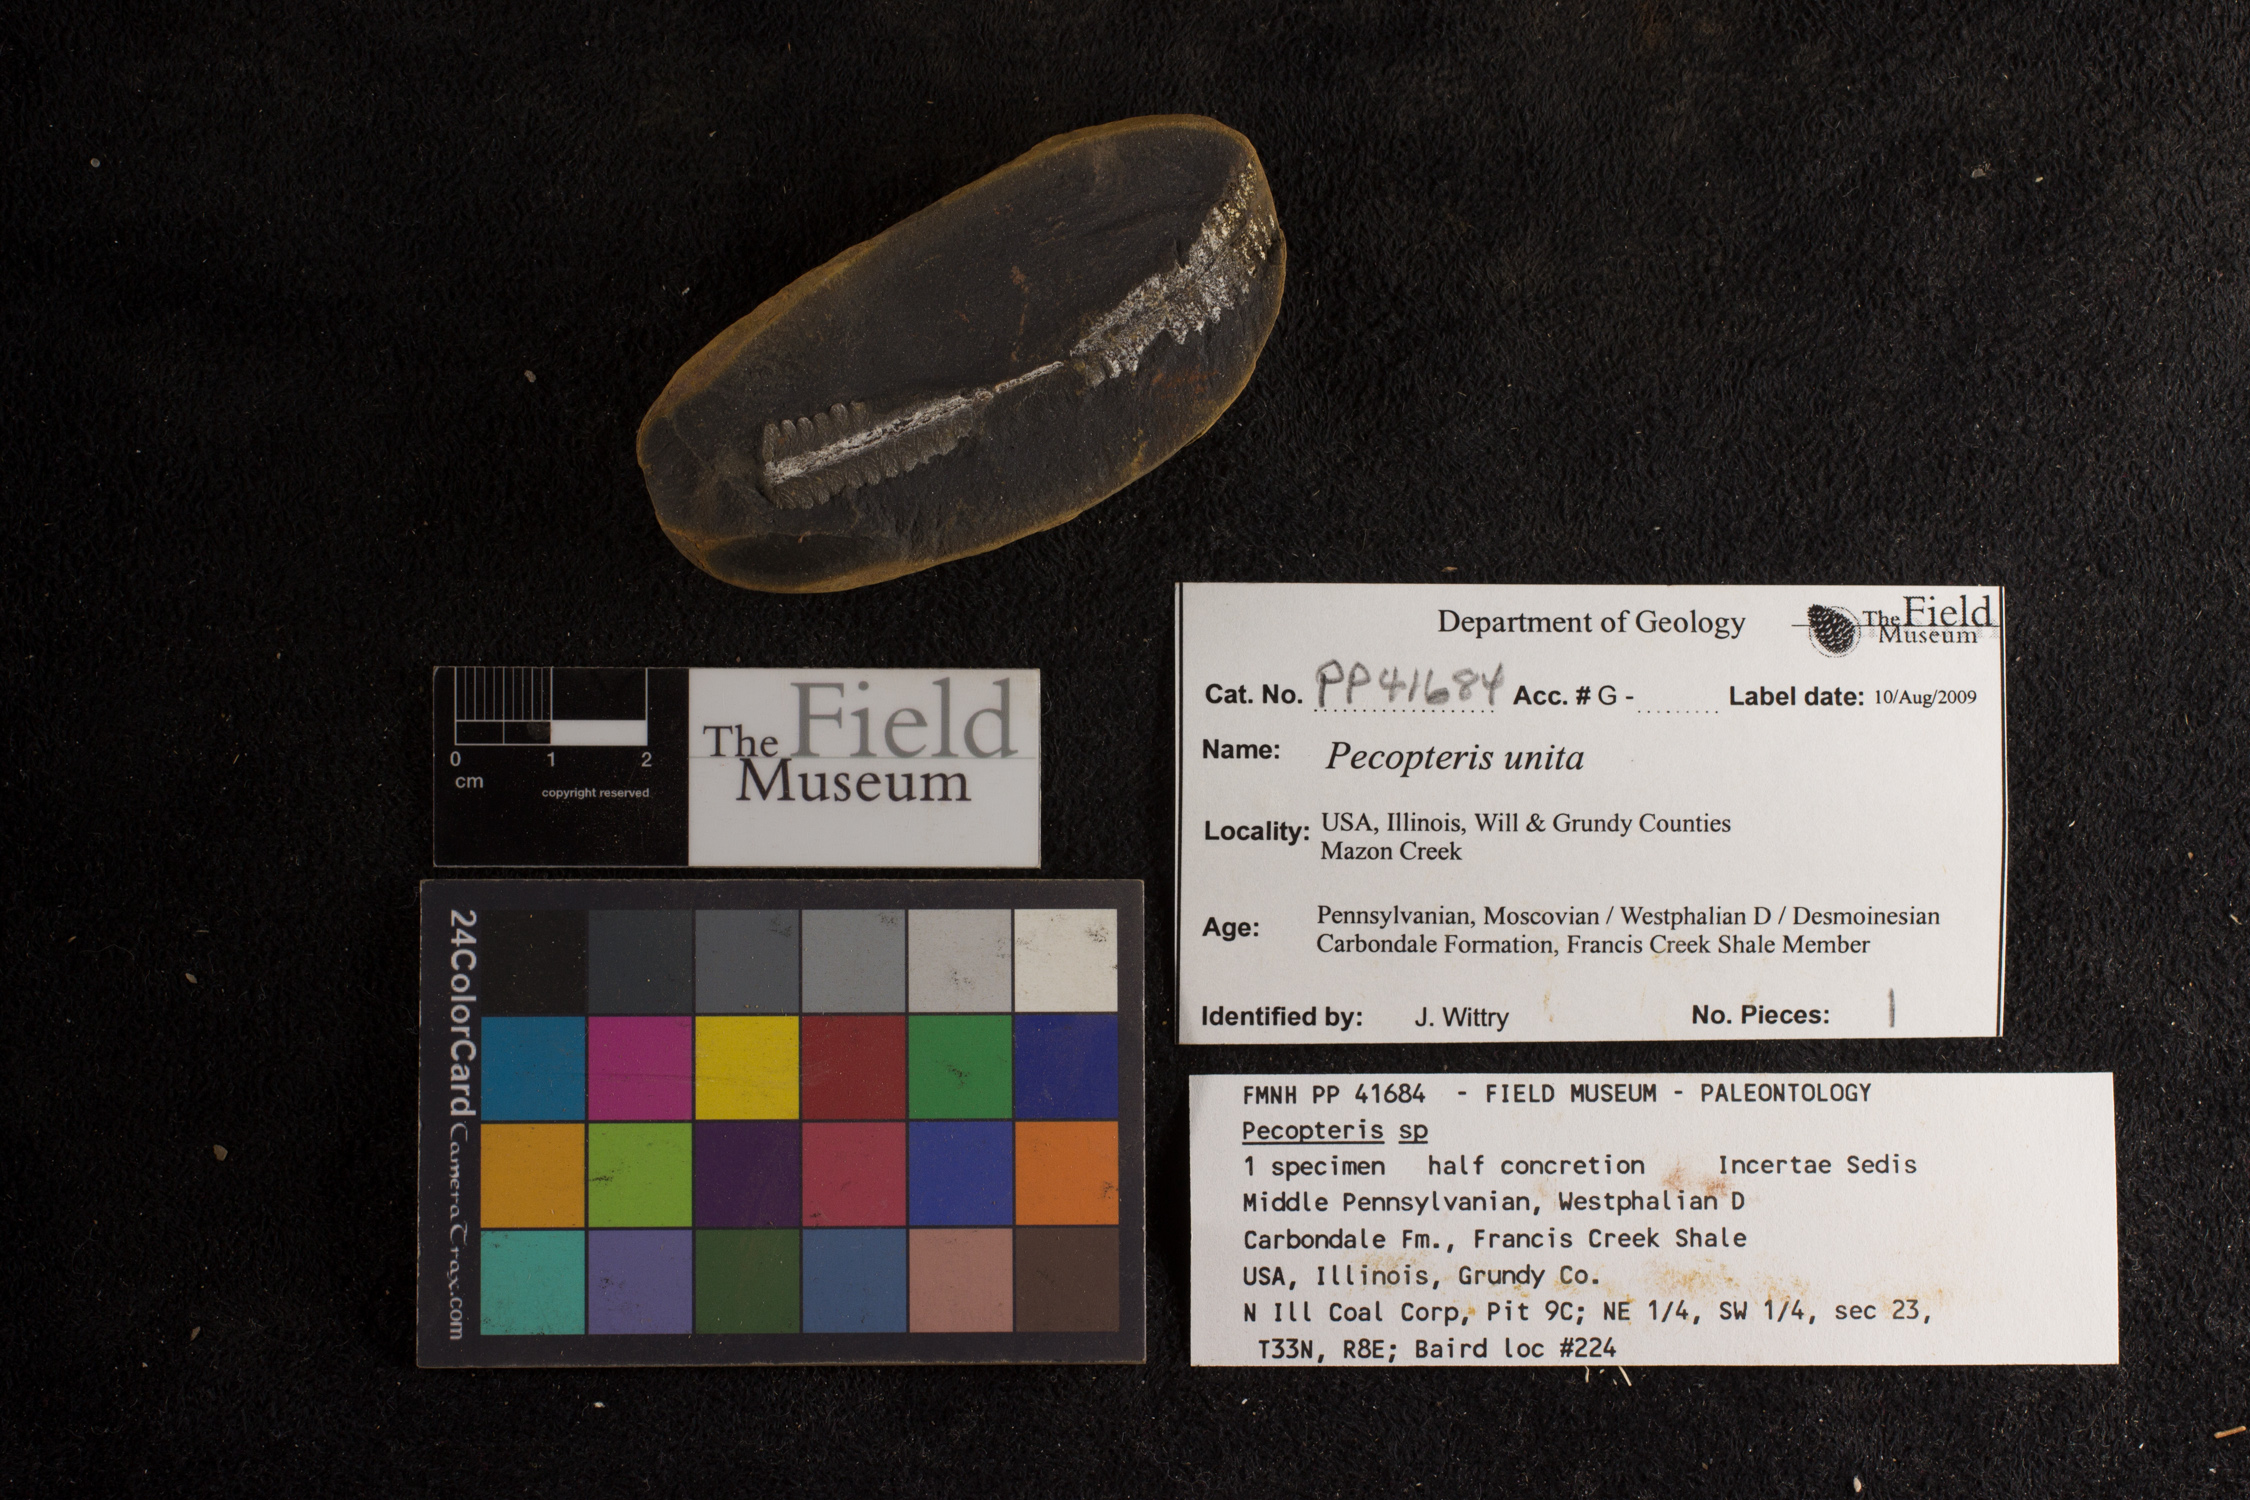 0 1 2
cm
copyright reserved
The Field
Museum
24ColorCard CameraTrax.com
Department of Geology
The Field
Museum
Cat. No. PP41684 Acc. # G - Label date: 10/Aug/2009
Name: Pecopteris unita
Locality: USA, Illinois, Will & Grundy Counties
Mazon Creek
Age: Pennsylvanian, Moscovian / Westphalian D / Desmoinesian
Carbondale Formation, Francis Creek Shale Member
Identified by: J. Wittry No. Pieces: 1
FMNH PP 41684 - FIELD MUSEUM - PALEONTOLOGY
Pecopteris sp
1 specimen half concretion Incertae Sedis
Middle Pennsylvanian, Westphalian D
Carbondale Fm., Francis Creek Shale
USA, Illinois, Grundy Co.
N Ill Coal Corp, Pit 9C; NE 1/4, SW 1/4, sec 23,
T33N, R8E; Baird loc #224